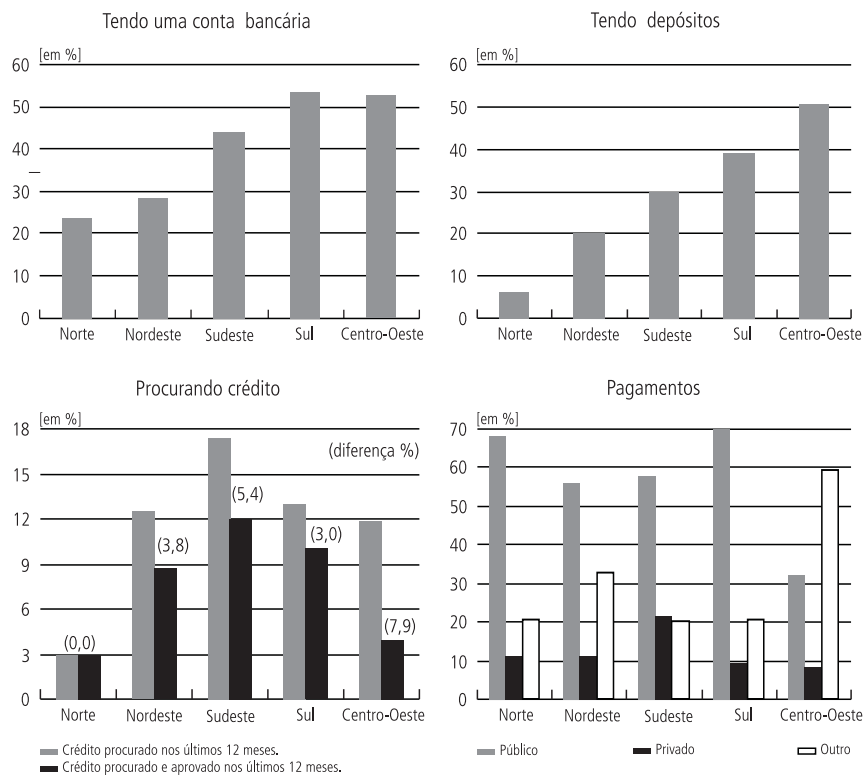 Tendo uma conta bancária
[em %]
60
50
40
30
20
10
0
Norte Nordeste Sudeste Sul Centro-Oeste
Tendo depósitos
[em %]
60
50
40
30
20
10
0
Norte Nordeste Sudeste Sul Centro-Oeste
Procurando crédito
[em %]
18
(diferença %)
15
(5,4)
12
(3,8)
(3,0)
9
6
(0,0)
(7,9)
3
0
Norte Nordeste Sudeste Sul Centro-Oeste
Crédito procurado nos últimos 12 meses.
Crédito procurado e aprovado nos últimos 12 meses.
Pagamentos
[em %]
70
60
50
40
30
20
10
0
Norte Nordeste Sudeste Sul Centro-Oeste
Público Privado Outro